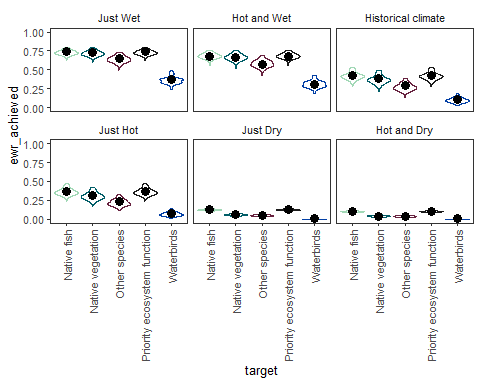 Just Wet
Hot and Wet
Historical climate
1.00
0.75
0.50
0.25
0.00
Just Hot
Just Dry
Hot and Dry
1.00
0.75
0.50
0.25
0.00
ewr_achieved
Native fish
Native vegetation
Other species
Priority ecosystem function
Waterbirds
Native fish
Native vegetation
Other species
Priority ecosystem function
Waterbirds
Native fish
Native vegetation
Other species
Priority ecosystem function
Waterbirds
target